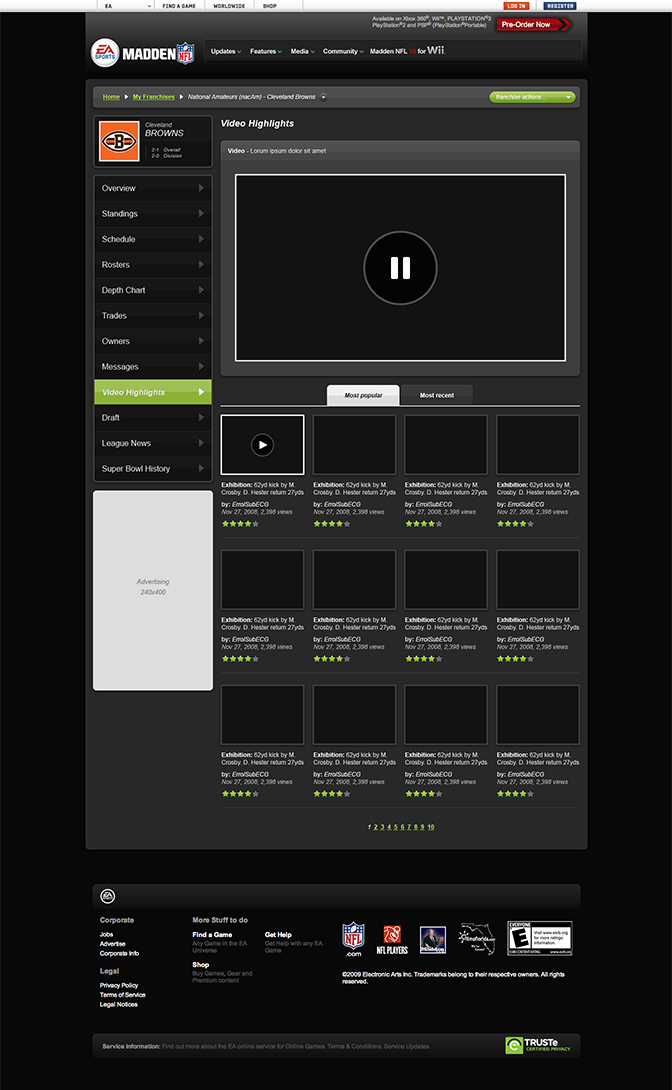 EA
FIND A GAME
WORLDWIDE
SHOP
LOG IN
REGISTER
Available on Xbox 360®, Wii™, PLAYSTATION®3
PlayStation®2 and PSP® (PlayStation®Portable)
Pre-Order Now
EA SPORTS
MADDEN NFL
Updates
Features
Media
Community
Madden NFL 10 for Wii
Home
My Franchises
National Amateurs (nacAm) - Cleveland Browns
franchise actions...
Cleveland
BROWNS
2-1 Overall
2-0 Division
Overview
Standings
Schedule
Rosters
Depth Chart
Trades
Owners
Messages
Video Highlights
Draft
League News
Super Bowl History
Advertising
240x400
Video Highlights
Video - Lorum ipsum dolor sit amet
Most popular
Most recent
Exhibition: 62yd kick by M.
Crosby. D. Hester return 27yds
by: ErrolSubECG
Nov 27, 2008, 2,398 views
Exhibition: 62yd kick by M.
Crosby. D. Hester return 27yds
by: ErrolSubECG
Nov 27, 2008, 2,398 views
Exhibition: 62yd kick by M.
Crosby. D. Hester return 27yds
by: ErrolSubECG
Nov 27, 2008, 2,398 views
Exhibition: 62yd kick by M.
Crosby. D. Hester return 27yds
by: ErrolSubECG
Nov 27, 2008, 2,398 views
Exhibition: 62yd kick by M.
Crosby. D. Hester return 27yds
by: ErrolSubECG
Nov 27, 2008, 2,398 views
Exhibition: 62yd kick by M.
Crosby. D. Hester return 27yds
by: ErrolSubECG
Nov 27, 2008, 2,398 views
Exhibition: 62yd kick by M.
Crosby. D. Hester return 27yds
by: ErrolSubECG
Nov 27, 2008, 2,398 views
Exhibition: 62yd kick by M.
Crosby. D. Hester return 27yds
by: ErrolSubECG
Nov 27, 2008, 2,398 views
Exhibition: 62yd kick by M.
Crosby. D. Hester return 27yds
by: ErrolSubECG
Nov 27, 2008, 2,398 views
Exhibition: 62yd kick by M.
Crosby. D. Hester return 27yds
by: ErrolSubECG
Nov 27, 2008, 2,398 views
Exhibition: 62yd kick by M.
Crosby. D. Hester return 27yds
by: ErrolSubECG
Nov 27, 2008, 2,398 views
Exhibition: 62yd kick by M.
Crosby. D. Hester return 27yds
by: ErrolSubECG
Nov 27, 2008, 2,398 views
1 2 3 4 5 6 7 8 9 10
EA
Corporate
Jobs
Advertise
Corporate Info
Legal
Privacy Policy
Terms of Service
Legal Notices
More Stuff to do
Find a Game
Any Game in the EA
Universe
Shop
Buy Games, Gear and
Premium content
Get Help
Get Help with any EA
Game
NFL
.com
NFL PLAYERS
filmflorida.com
EVERYONE
E
Visit www.esrb.org
for more ratings
information.
ESRB CONTENT RATING www.esrb.org
©2009 Electronic Arts Inc. Trademarks belong to their respective owners. All rights
reserved.
Service Information: Find out more about the EA online service for Online Games. Terms & Conditions. Service Updates.
TRUSTe
CERTIFIED PRIVACY